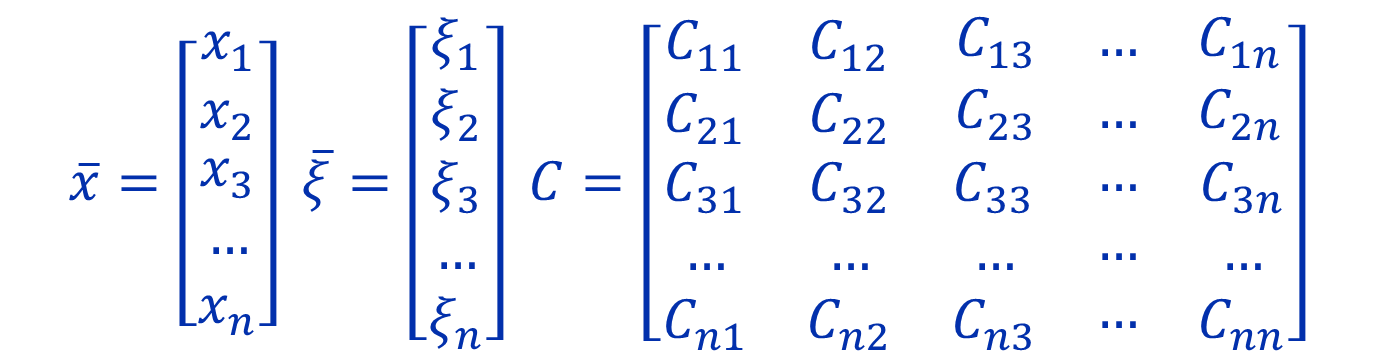 x̄ = [x₁ x₂ x₃ … xₙ] ξ̄ = [ξ₁ ξ₂ ξ₃ … ξₙ] C = [C₁₁ C₁₂ C₁₃ … C₁ₙ
C₂₁ C₂₂ C₂₃ … C₂ₙ
C₃₁ C₃₂ C₃₃ … C₃ₙ
… … … … …
Cₙ₁ Cₙ₂ Cₙ₃ … Cₙₙ]